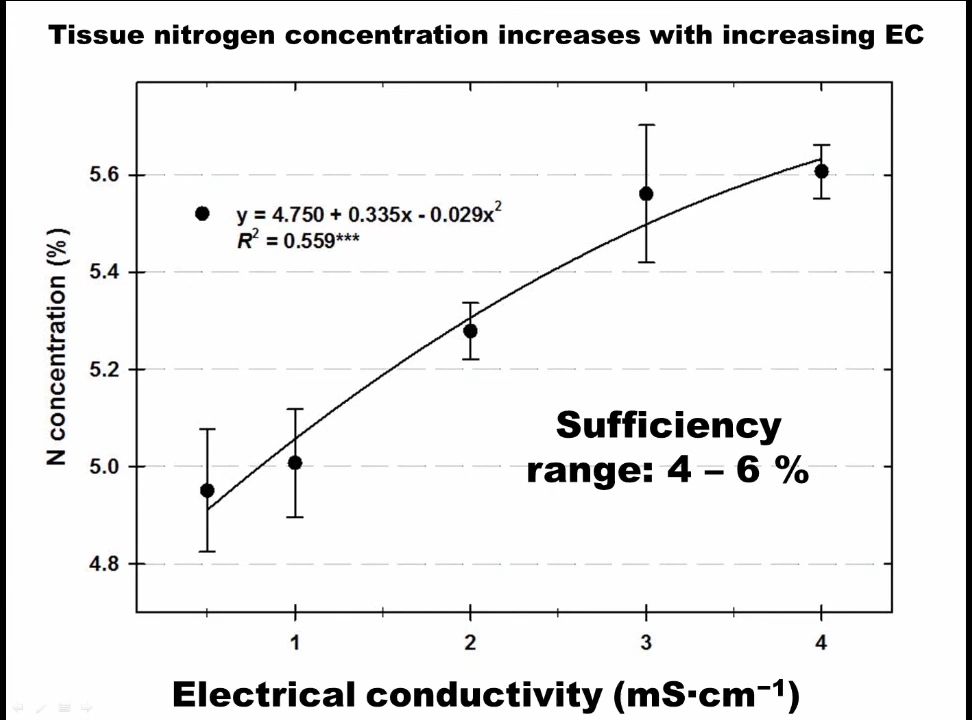 Tissue nitrogen concentration increases with increasing EC
5.6
5.4
5.2
5.0
4.8
N concentration (%)
y = 4.750 + 0.335x - 0.029x²
R² = 0.559***
Sufficiency
range: 4 – 6 %
1 2 3 4
Electrical conductivity (mS·cm⁻¹)